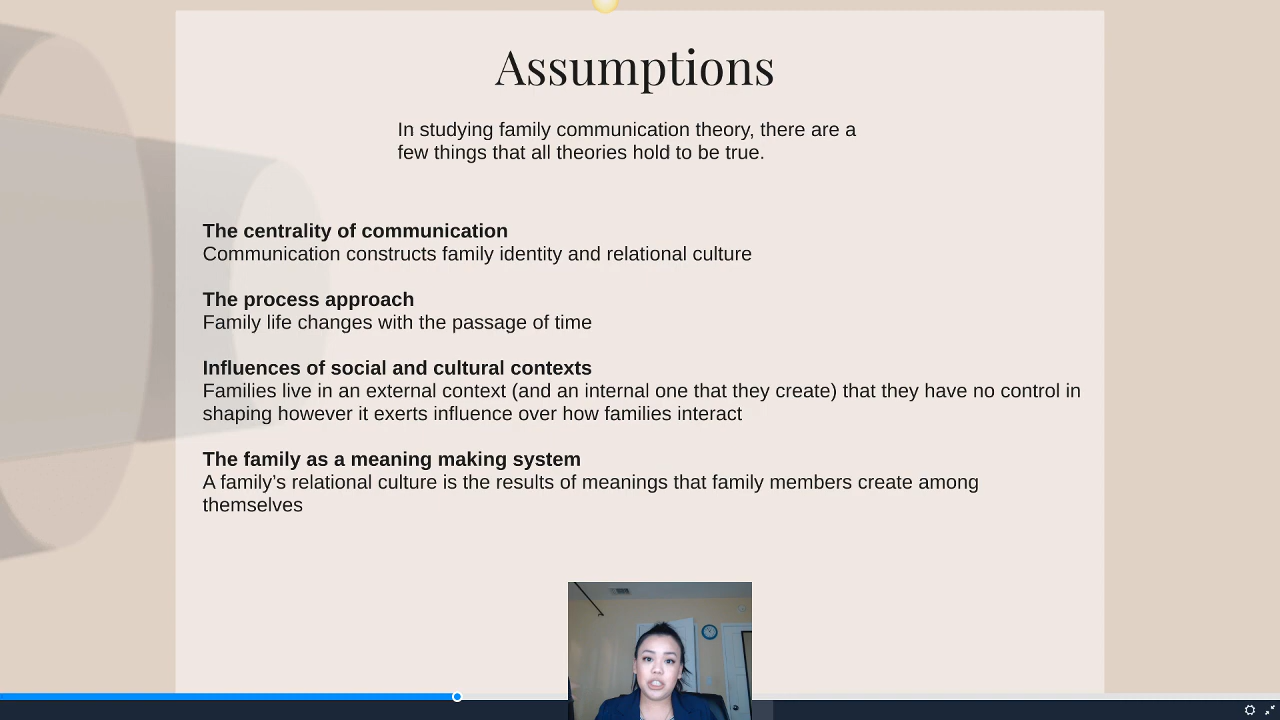 Assumptions
In studying family communication theory, there are a
few things that all theories hold to be true.
The centrality of communication
Communication constructs family identity and relational culture
The process approach
Family life changes with the passage of time
Influences of social and cultural contexts
Families live in an external context (and an internal one that they create) that they have no control in
shaping however it exerts influence over how families interact
The family as a meaning making system
A family’s relational culture is the results of meanings that family members create among
themselves